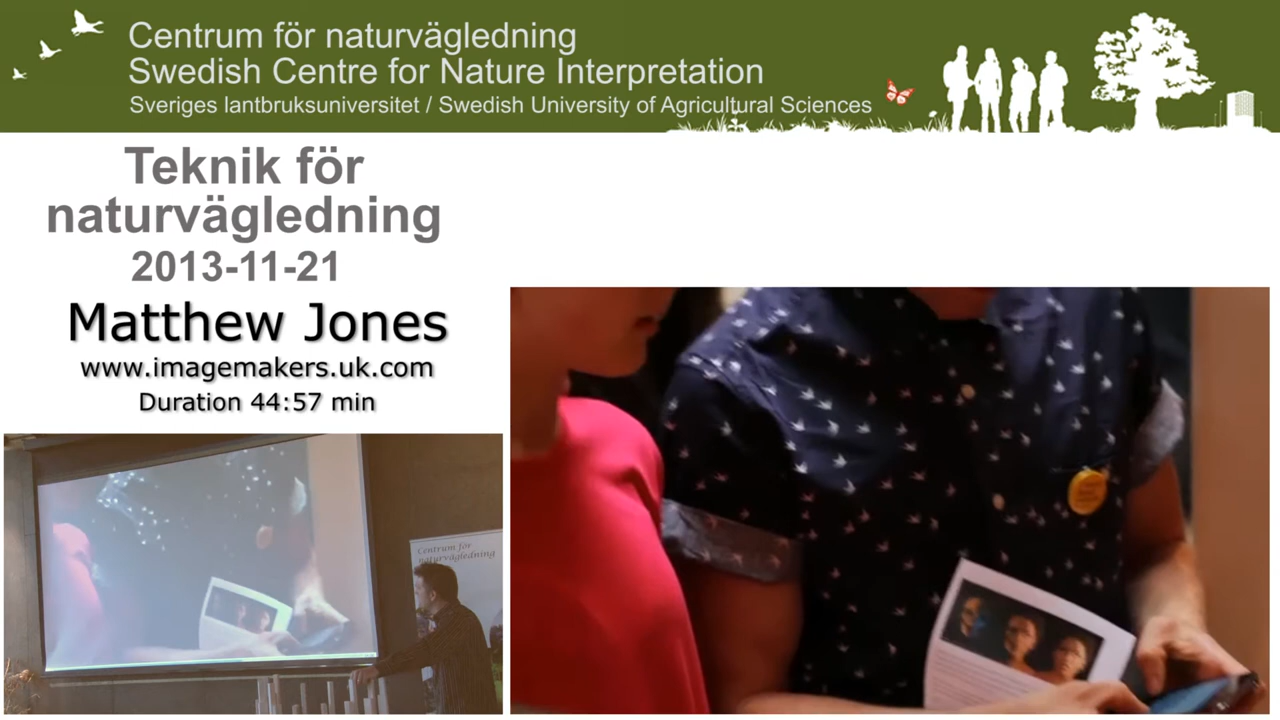 Centrum för naturvägledning
Swedish Centre for Nature Interpretation
Sveriges lantbruksuniversitet / Swedish University of Agricultural Sciences
Teknik för
naturvägledning
2013-11-21
Matthew Jones
www.imagemakers.uk.com
Duration 44:57 min
Centrum för
naturvägledning